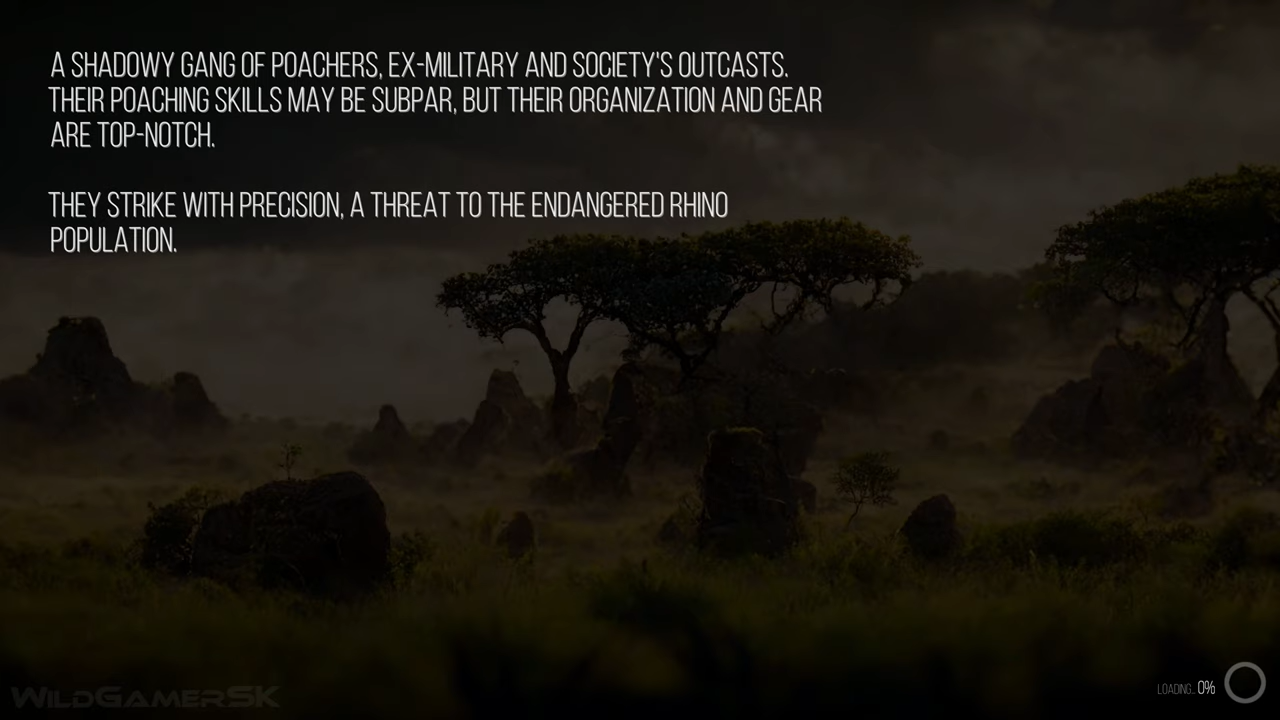 A SHADOWY GANG OF POACHERS, EX-MILITARY AND SOCIETY'S OUTCASTS.
THEIR POACHING SKILLS MAY BE SUBPAR, BUT THEIR ORGANIZATION AND GEAR
ARE TOP-NOTCH.
THEY STRIKE WITH PRECISION, A THREAT TO THE ENDANGERED RHINO
POPULATION.
LOADING... 0%
WILDGAMERSK